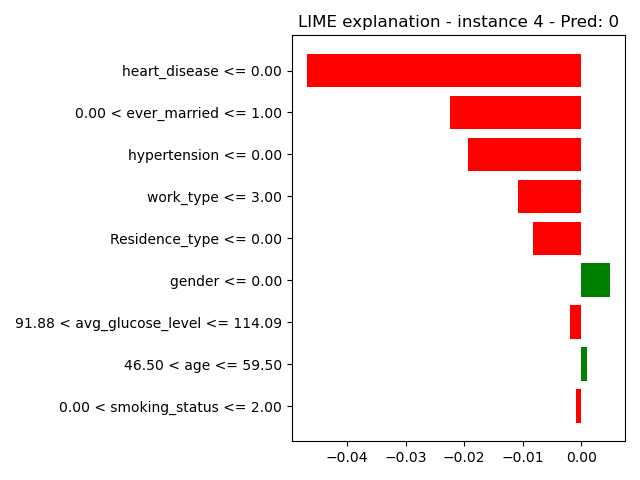 LIME explanation - instance 4 - Pred: 0
heart_disease <= 0.00
0.00 < ever_married <= 1.00
hypertension <= 0.00
work_type <= 3.00
Residence_type <= 0.00
gender <= 0.00
91.88 < avg_glucose_level <= 114.09
46.50 < age <= 59.50
0.00 < smoking_status <= 2.00
−0.04 −0.03 −0.02 −0.01 0.00